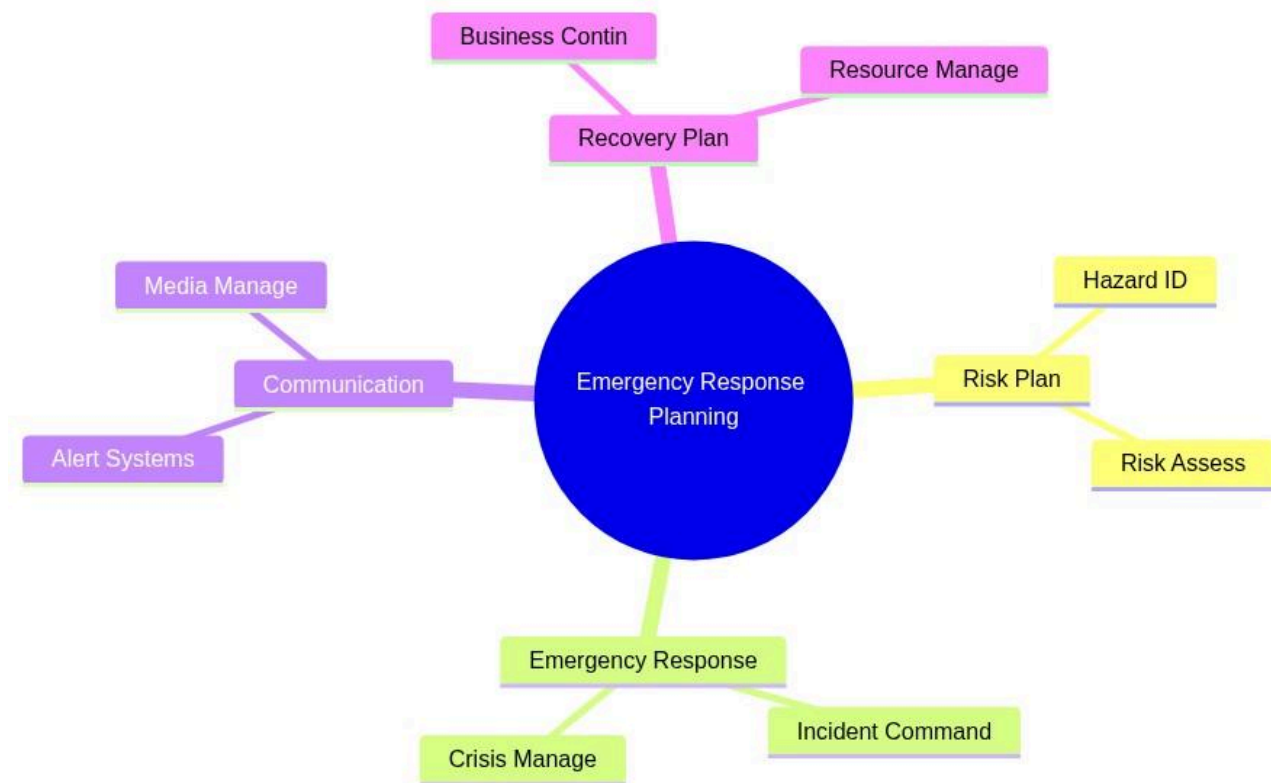 Business Contin
Resource Manage
Recovery Plan
Media Manage
Hazard ID
Communication
Emergency Response
Planning
Risk Plan
Alert Systems
Risk Assess
Emergency Response
Incident Command
Crisis Manage